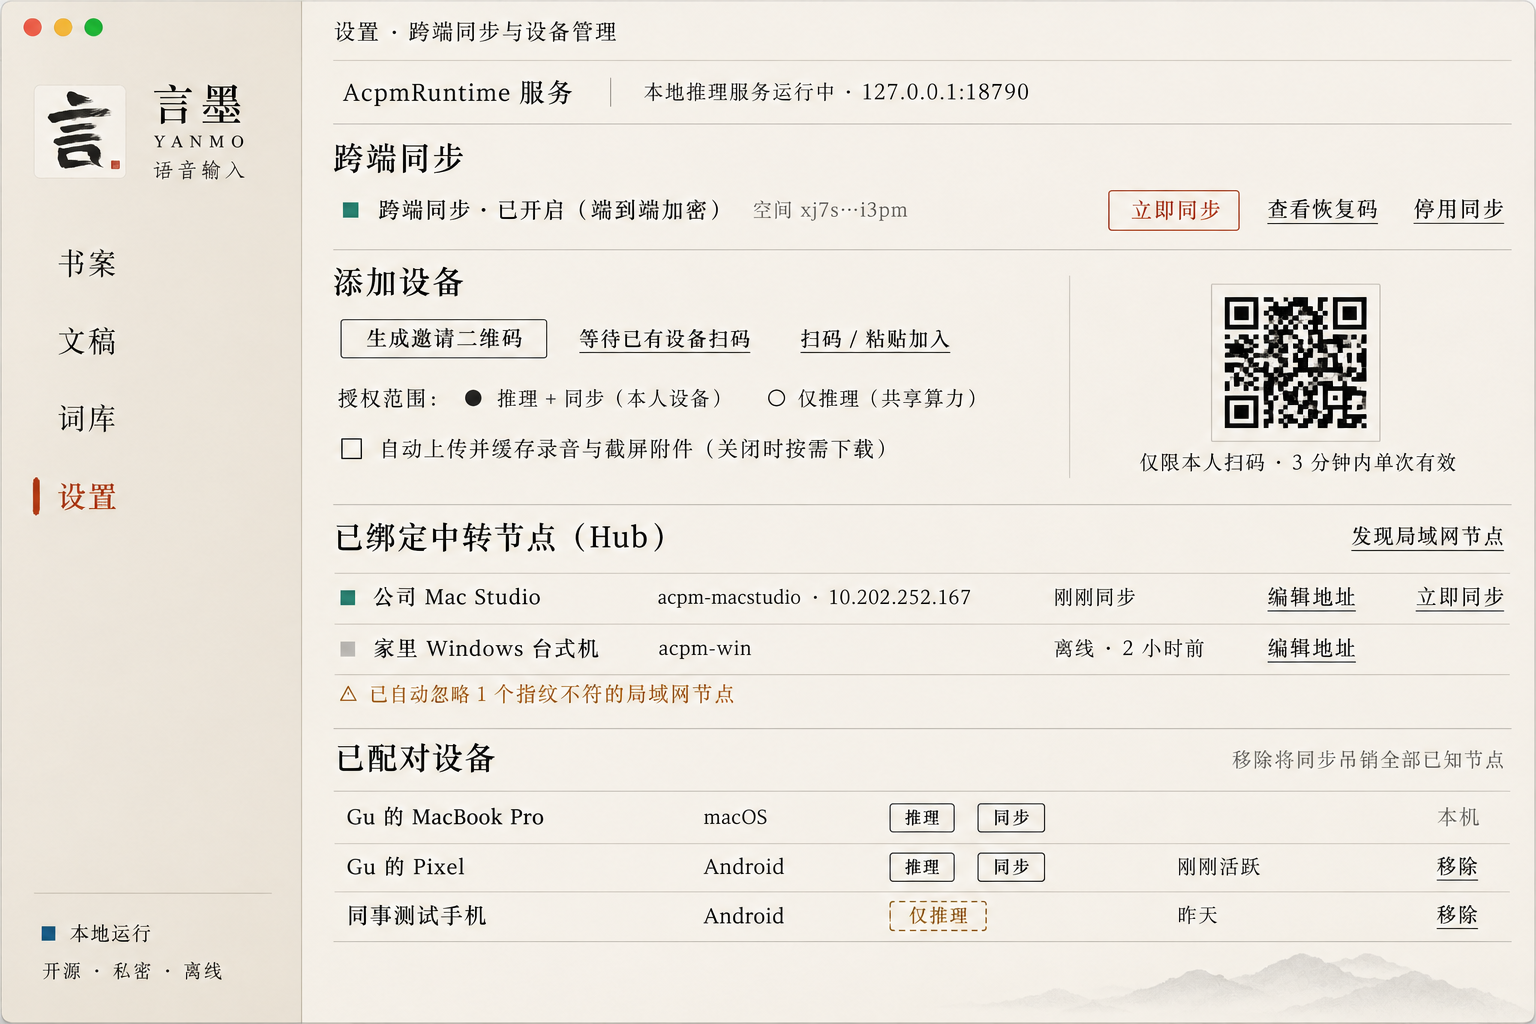 设置 · 跨端同步与设备管理
言
言墨
YANMO
语音输入
书案
文稿
词库
设置
本地运行
开源 · 私密 · 离线
AcpmRuntime 服务 本地推理服务运行中 · 127.0.0.1:18790
跨端同步
跨端同步 · 已开启（端到端加密） 空间 xj7s···i3pm 立即同步 查看恢复码 停用同步
添加设备
生成邀请二维码 等待已有设备扫码 扫码 / 粘贴加入
授权范围： 推理 + 同步（本人设备） 仅推理（共享算力）
自动上传并缓存录音与截屏附件（关闭时按需下载）
仅限本人扫码 · 3 分钟内单次有效
已绑定中转节点（Hub） 发现局域网节点
公司 Mac Studio acpm-macstudio · 10.202.252.167 刚刚同步 编辑地址 立即同步
家里 Windows 台式机 acpm-win 离线 · 2 小时前 编辑地址
已自动忽略 1 个指纹不符的局域网节点
已配对设备 移除将同步吊销全部已知节点
Gu 的 MacBook Pro macOS 推理 同步 本机
Gu 的 Pixel Android 推理 同步 刚刚活跃 移除
同事测试手机 Android 仅推理 昨天 移除